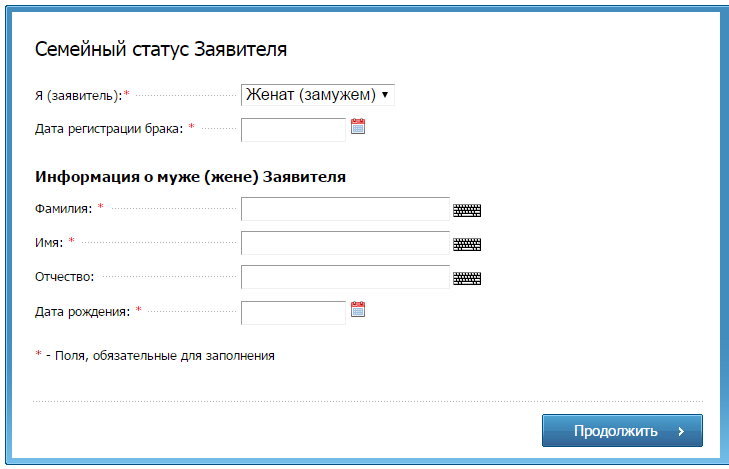 Семейный статус Заявителя
Я (заявитель):* Женат (замужем)
Дата регистрации брака: *
Информация о муже (жене) Заявителя
Фамилия: *
Имя: *
Отчество:
Дата рождения: *
* - Поля, обязательные для заполнения
Продолжить